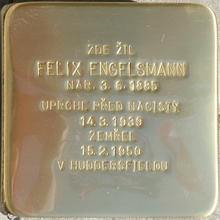 ZDE ŽIL
FELIX ENGELSMANN
NAR. 3. 6. 1885
UPRCHL PŘED NACISTY
14.3.1939
ZEMŘEL
15.2.1950
V HUDDERSFIELDU